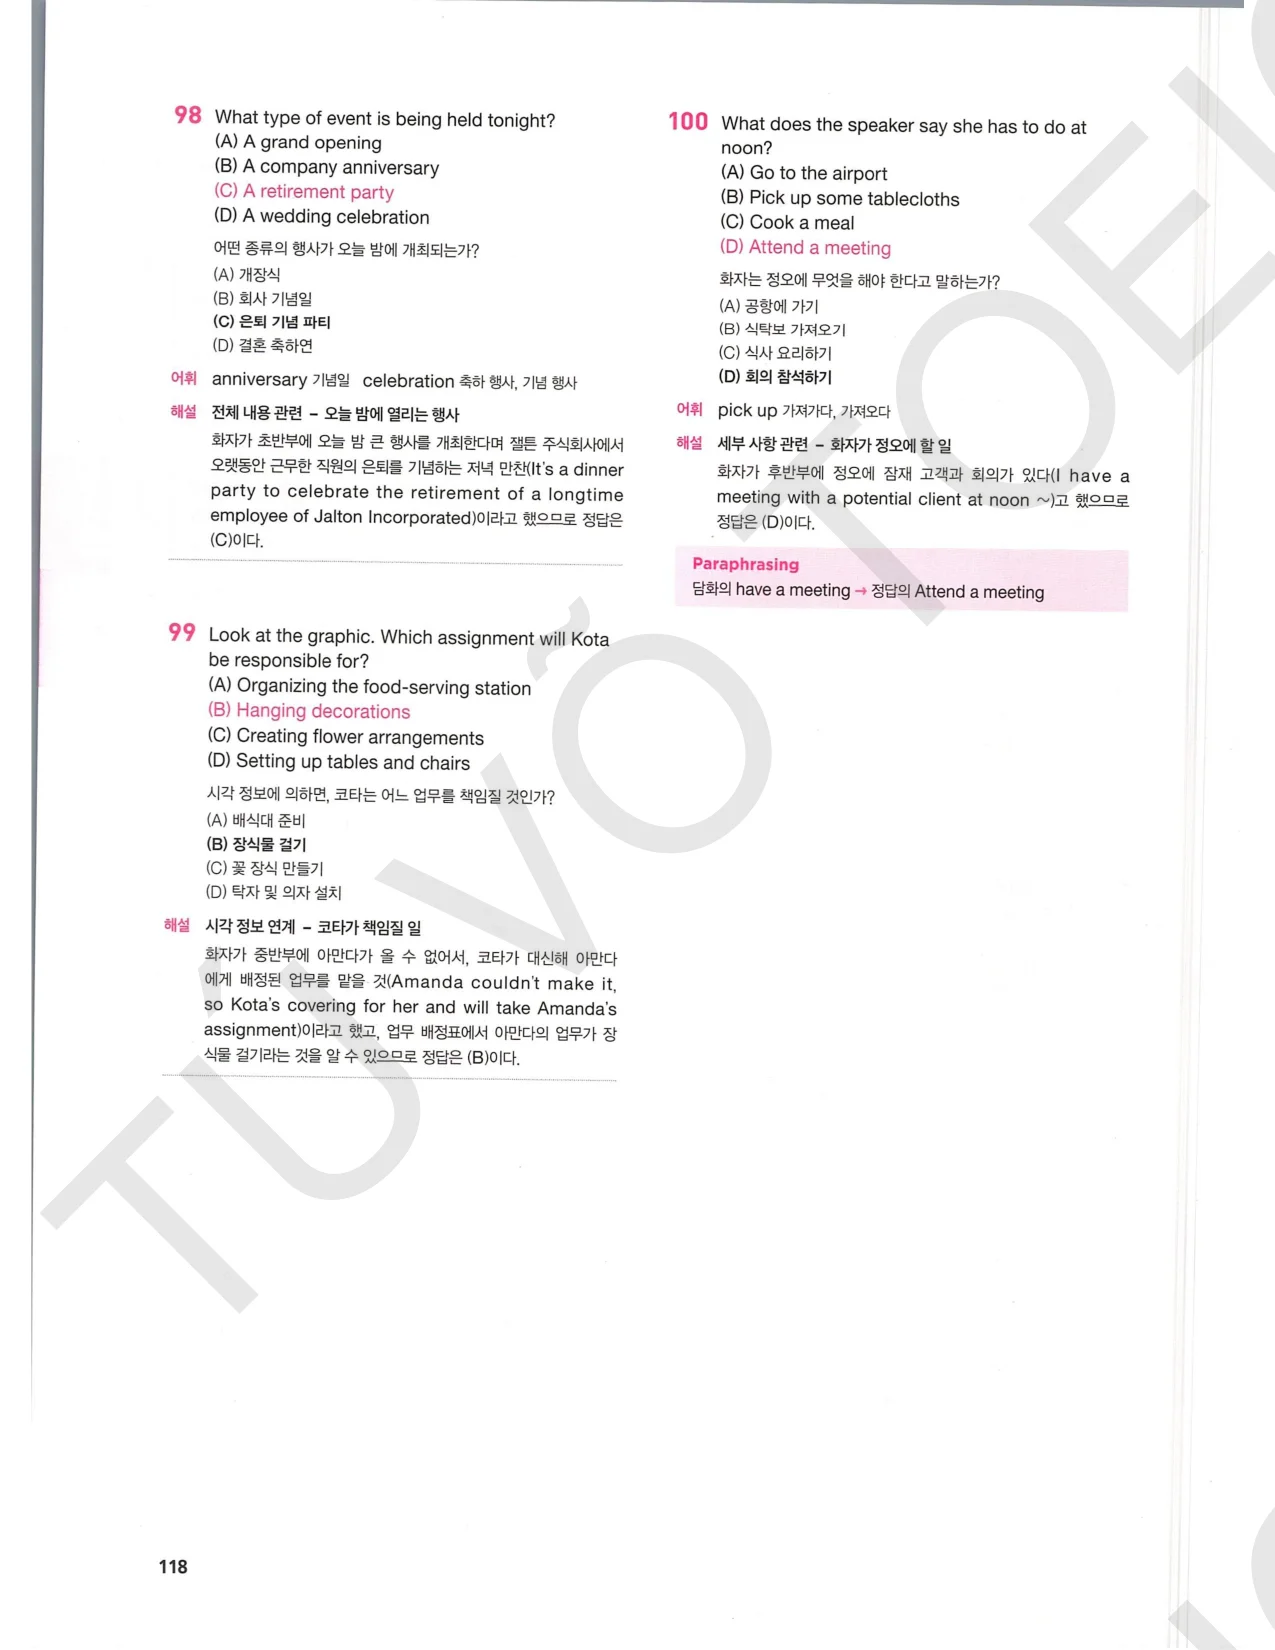 98 What type of event is being held tonight?
(A) A grand opening
(B) A company anniversary
(C) A retirement party
(D) A wedding celebration
어떤 종류의 행사가 오늘 밤에 개최되는가?
(A) 개장식
(B) 회사 기념일
(C) 은퇴 기념 파티
(D) 결혼 축하연
어휘 anniversary 기념일 celebration 축하 행사, 기념 행사
해설 전체 내용 관련 – 오늘 밤에 열리는 행사
화자가 초반부에 오늘 밤 큰 행사를 개최한다며 잴튼 주식회사에서
오랫동안 근무한 직원의 은퇴를 기념하는 저녁 만찬(It's a dinner
party to celebrate the retirement of a longtime
employee of Jalton Incorporated)이라고 했으므로 정답은
(C)이다.
99 Look at the graphic. Which assignment will Kota
be responsible for?
(A) Organizing the food-serving station
(B) Hanging decorations
(C) Creating flower arrangements
(D) Setting up tables and chairs
시각 정보에 의하면, 코타는 어느 업무를 책임질 것인가?
(A) 배식대 준비
(B) 장식물 걸기
(C) 꽃 장식 만들기
(D) 탁자 및 의자 설치
해설 시각 정보 연계 – 코타가 책임질 일
화자가 중반부에 아만다가 올 수 없어서, 코타가 대신해 아만다
에게 배정된 업무를 맡을 것(Amanda couldn't make it,
so Kota's covering for her and will take Amanda's
assignment)이라고 했고, 업무 배정표에서 아만다의 업무가 장
식물 걸기라는 것을 알 수 있으므로 정답은 (B)이다.
100 What does the speaker say she has to do at
noon?
(A) Go to the airport
(B) Pick up some tablecloths
(C) Cook a meal
(D) Attend a meeting
화자는 정오에 무엇을 해야 한다고 말하는가?
(A) 공항에 가기
(B) 식탁보 가져오기
(C) 식사 요리하기
(D) 회의 참석하기
어휘 pick up 가져가다, 가져오다
해설 세부 사항 관련 – 화자가 정오에 할 일
화자가 후반부에 정오에 잠재 고객과 회의가 있다(I have a
meeting with a potential client at noon ~)고 했으므로
정답은 (D)이다.
Paraphrasing
담화의 have a meeting → 정답의 Attend a meeting
118
TÚ VÕ TOEIC